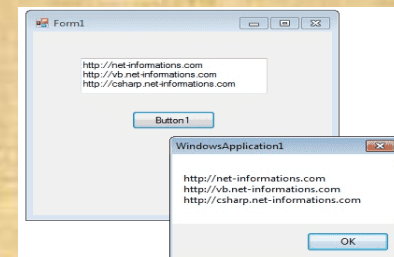 Form1
http://net-informations.com
http://vb.net-informations.com
http://csharp.net-informations.com
Button1
WindowsApplication1
http://net-informations.com
http://vb.net-informations.com
http://csharp.net-informations.com
OK